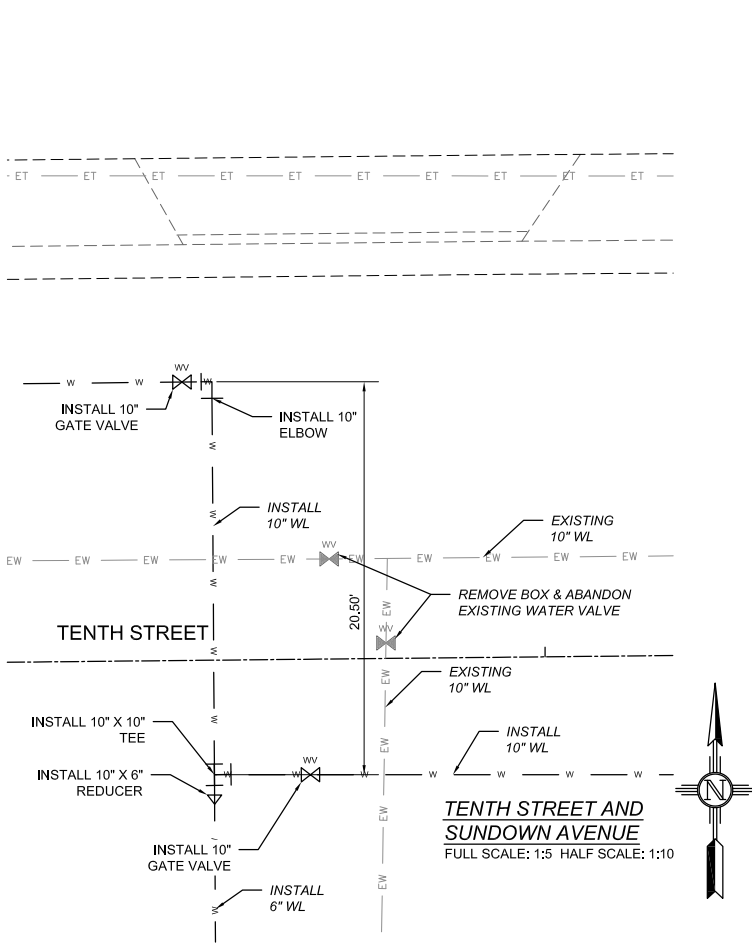 ET ET ET ET ET ET ET ET ET ET
WV
W W W
INSTALL 10"
GATE VALVE
INSTALL 10"
ELBOW
W
W
INSTALL
10" WL
EXISTING
10" WL
WV
EW EW EW EW EW EW EW EW EW EW
W
EW
REMOVE BOX & ABANDON
EXISTING WATER VALVE
20.50'
WV
TENTH STREET
W
EXISTING
10" WL
EW
W
INSTALL 10" X 10"
TEE
INSTALL
10" WL
EW
WV
W W W W W W W
INSTALL 10" X 6"
REDUCER
TENTH STREET AND
SUNDOWN AVENUE
FULL SCALE: 1:5 HALF SCALE: 1:10
N
EW
W
INSTALL 10"
GATE VALVE
EW
INSTALL
6" WL
W